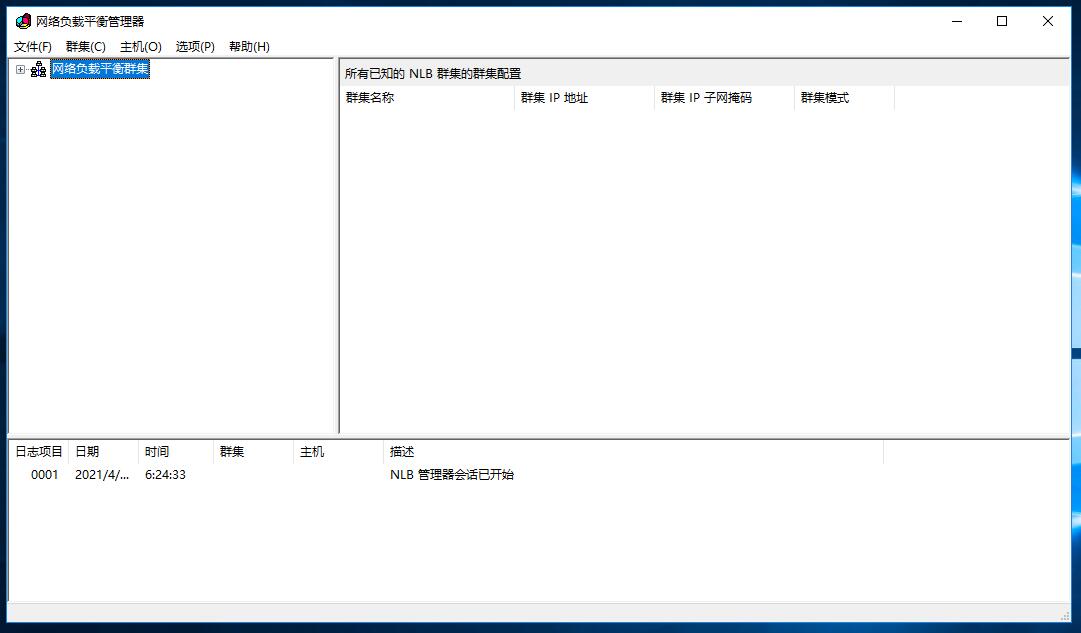 网络负载平衡管理器
文件(F) 群集(C) 主机(O) 选项(P) 帮助(H)
网络负载平衡群集
所有已知的 NLB 群集的群集配置
群集名称 群集 IP 地址 群集 IP 子网掩码 群集模式
日志项目 日期 时间 群集 主机 描述
0001 2021/4/... 6:24:33 NLB 管理器会话已开始